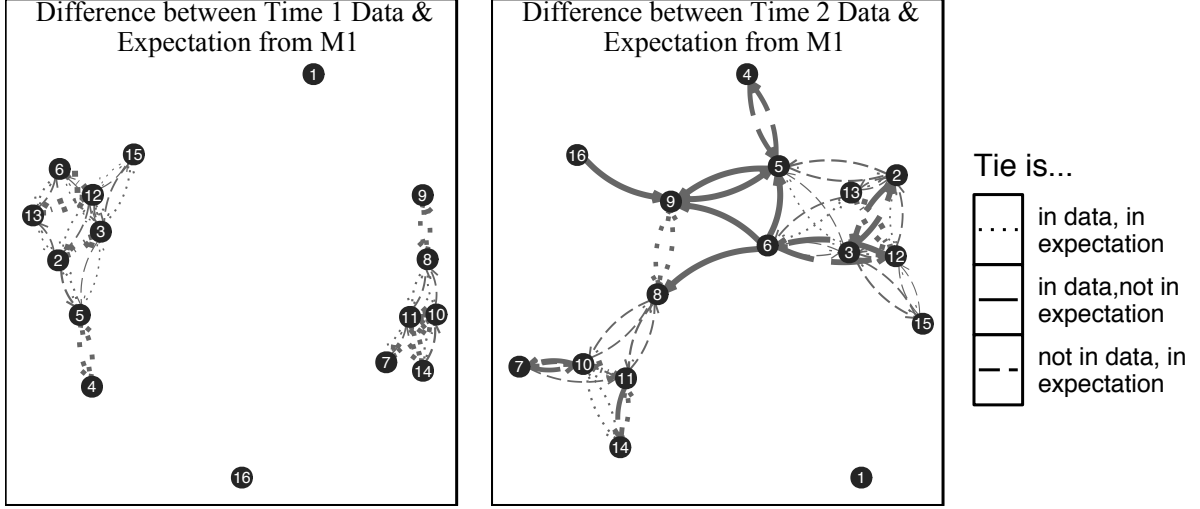 Difference between Time 1 Data &
Expectation from M1
1
15
6
12
13
3
2
5
4
9
8
11
10
7
14
16
Difference between Time 2 Data &
Expectation from M1
4
16
5
2
13
9
6
3
12
8
15
7
10
11
14
1
Tie is...
in data, in
expectation
in data,not in
expectation
not in data, in
expectation